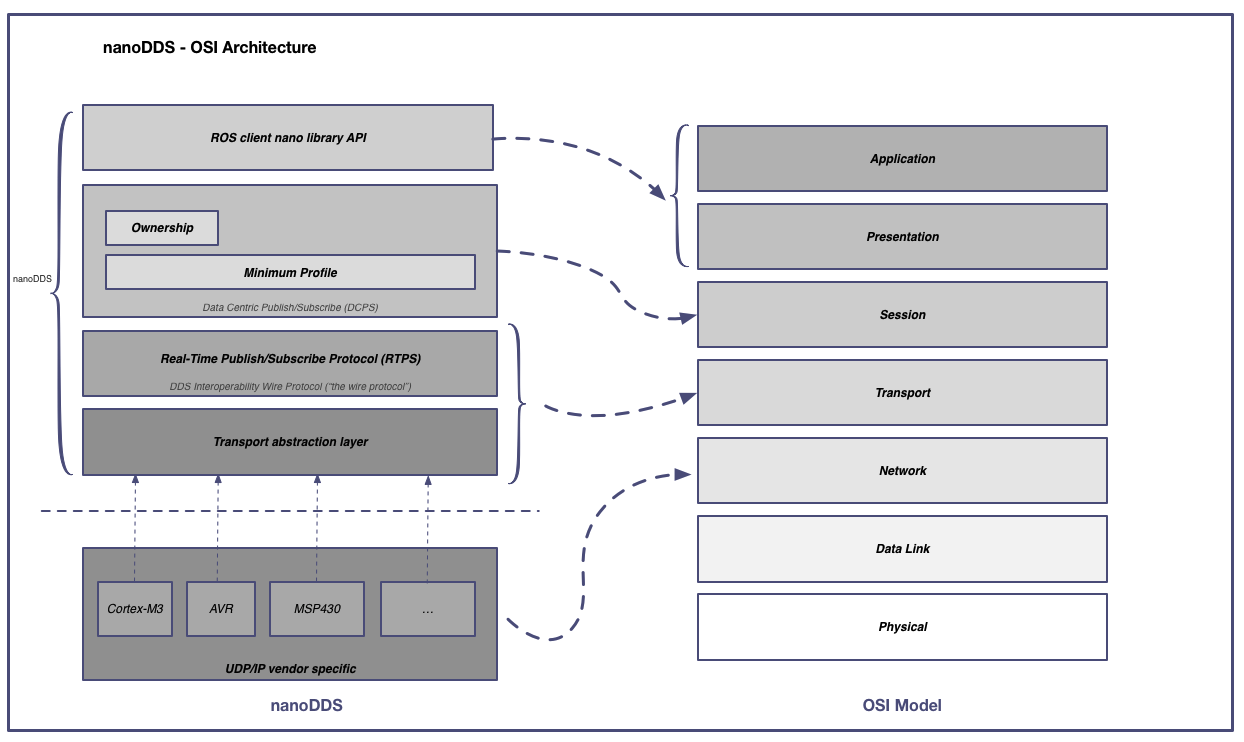 nanoDDS - OSI Architecture
ROS client nano library API
Ownership
Minimum Profile
Data Centric Publish/Subscribe (DCPS)
nanoDDS
Real-Time Publish/Subscribe Protocol (RTPS)
DDS Interoperability Wire Protocol (“the wire protocol”)
Transport abstraction layer
Cortex-M3
AVR
MSP430
...
UDP/IP vendor specific
nanoDDS
Application
Presentation
Session
Transport
Network
Data Link
Physical
OSI Model